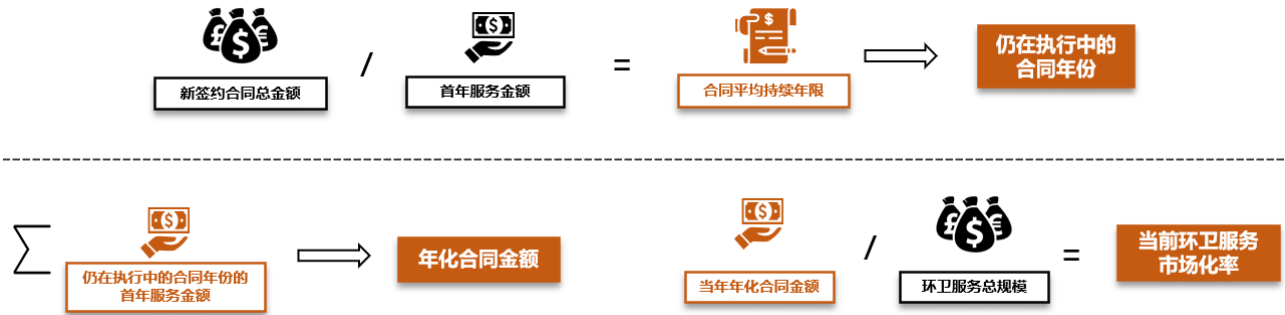 新签约合同总金额
/
首年服务金额
=
合同平均持续年限
仍在执行中的
合同年份
∑
仍在执行中的合同年份的
首年服务金额
年化合同金额
当年年化合同金额
/
环卫服务总规模
=
当前环卫服务
市场化率